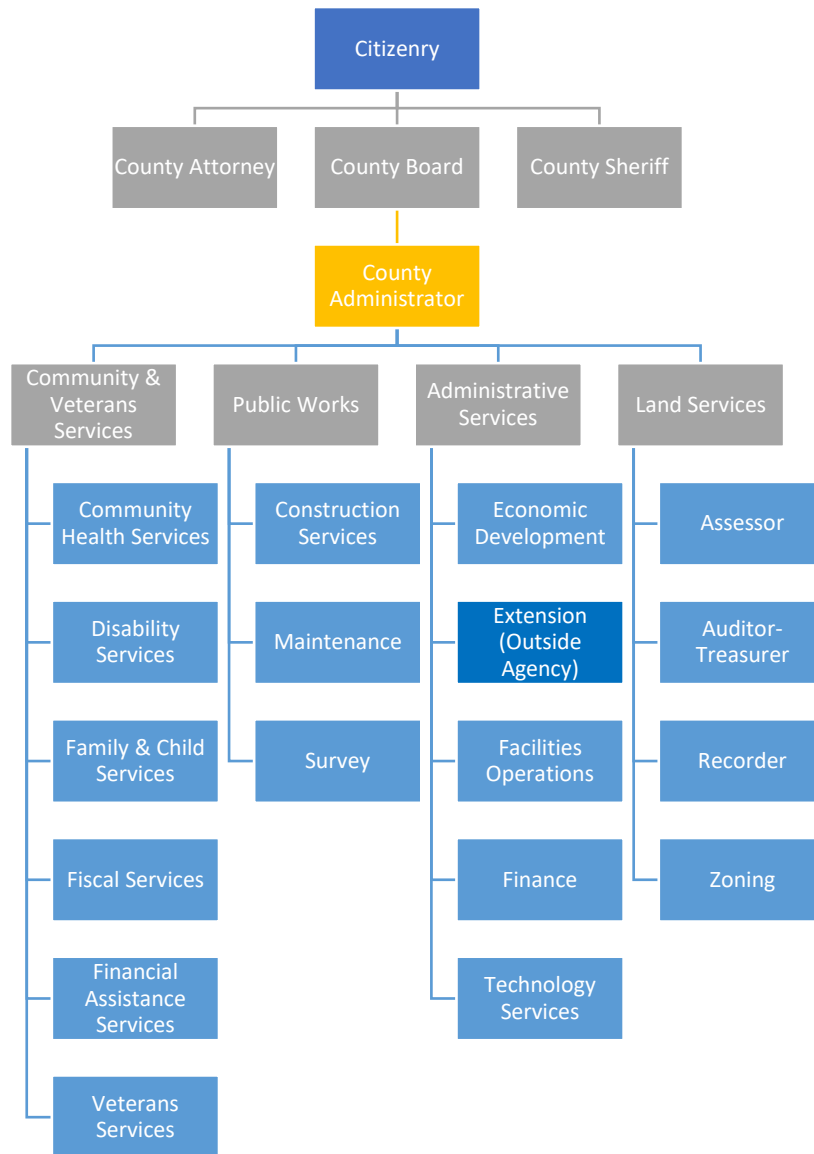 Citizenry
County Attorney
County Board
County Sheriff
County
Administrator
Community &
Veterans
Services
Public Works
Administrative
Services
Land Services
Community
Health Services
Disability
Services
Family & Child
Services
Fiscal Services
Financial
Assistance
Services
Veterans
Services
Construction
Services
Maintenance
Survey
Economic
Development
Extension
(Outside
Agency)
Facilities
Operations
Finance
Technology
Services
Assessor
Auditor-
Treasurer
Recorder
Zoning